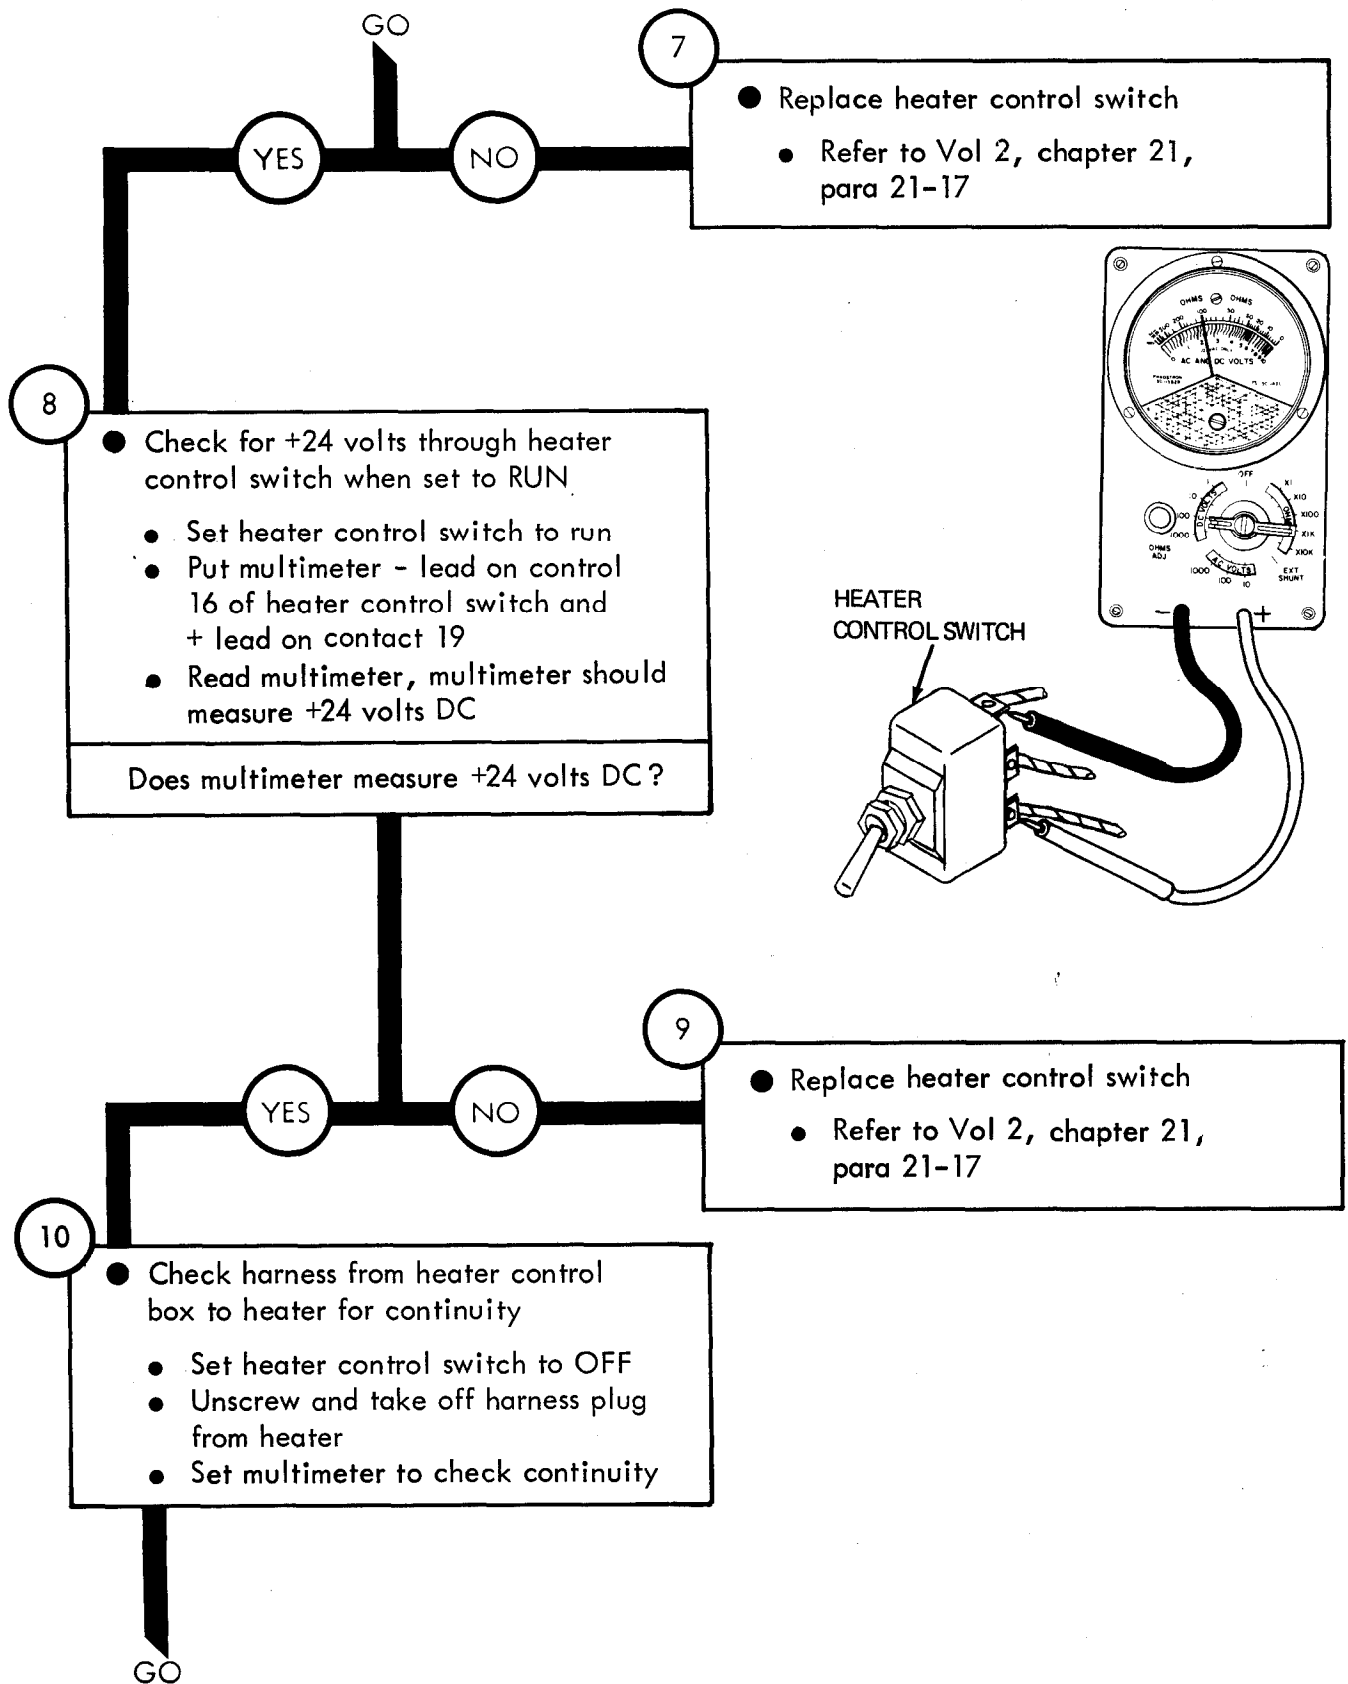 GO
YES
NO
7
● Replace heater control switch
● Refer to Vol 2, chapter 21,
para 21-17
8
● Check for +24 volts through heater
control switch when set to RUN
● Set heater control switch to run
● Put multimeter - lead on control
16 of heater control switch and
+ lead on contact 19
● Read multimeter, multimeter should
measure +24 volts DC
Does multimeter measure +24 volts DC?
OHMS OHMS
AC AND DC VOLTS
OFF
DC VOLTS
1
10
100
1000
OHMS
X1
X10
X100
X1K
X10K
OHMS
ADJ
AC VOLTS
1000
100
10
EXT
SHUNT
- +
HEATER
CONTROL SWITCH
YES
NO
9
● Replace heater control switch
● Refer to Vol 2, chapter 21,
para 21-17
10
● Check harness from heater control
box to heater for continuity
● Set heater control switch to OFF
● Unscrew and take off harness plug
from heater
● Set multimeter to check continuity
GO